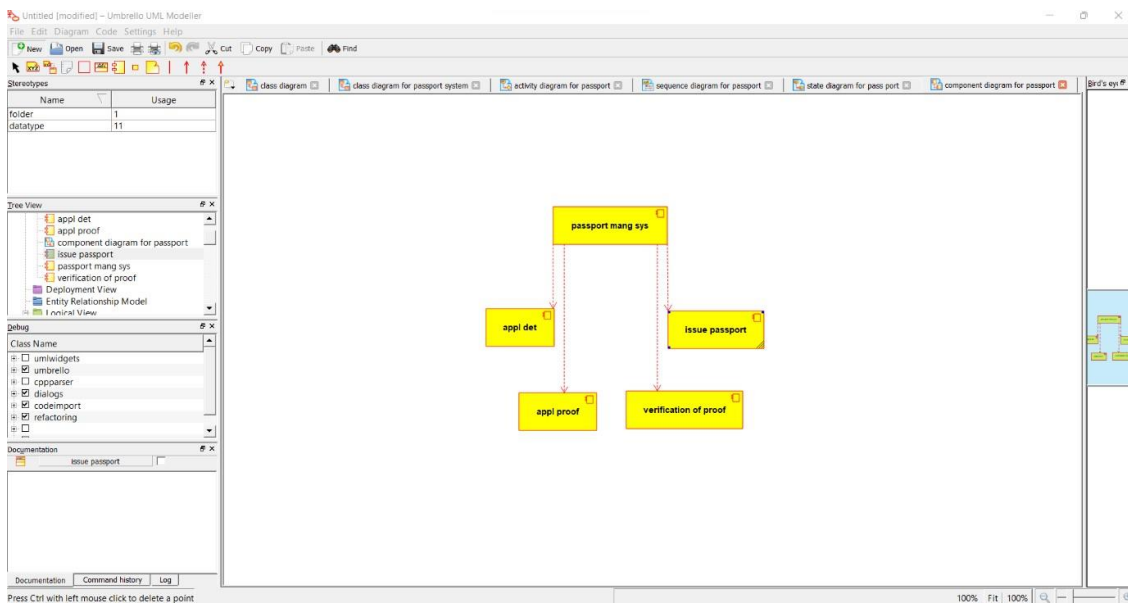 Untitled [modified] – Umbrello UML Modeller
File Edit Diagram Code Settings Help
New Open Save Cut Copy Paste Find
Stereotypes
Name Usage
folder 1
datatype 11
Tree View
appl det
appl proof
component diagram for passport
issue passport
passport mang sys
verification of proof
Deployment View
Entity Relationship Model
Logical View
Debug
Class Name
umlwidgets
umbrello
cppparser
dialogs
codeimport
refactoring
Documentation
issue passport
Documentation Command history Log
Press Ctrl with left mouse click to delete a point
class diagram class diagram for passport system activity diagram for passport sequence diagram for passport state diagram for pass port component diagram for passport
passport mang sys
appl det
issue passport
appl proof
verification of proof
Bird's eye
100% Fit 100%